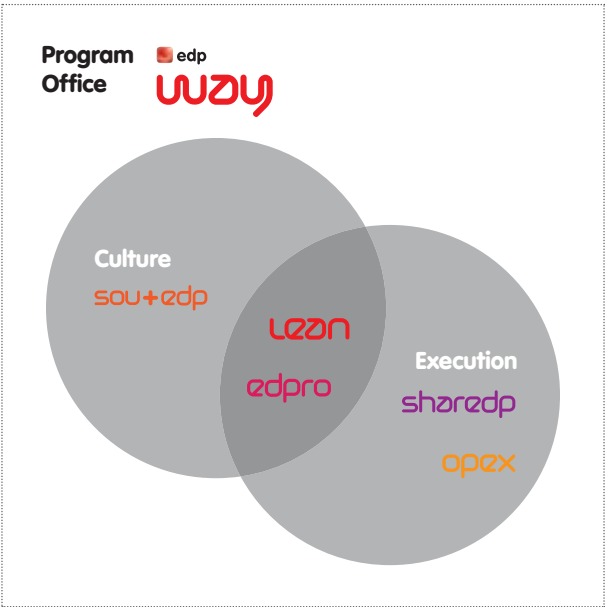 Program
Office
edp
way
Culture
sou+edp
Lean
edpro
Execution
sharedp
opex